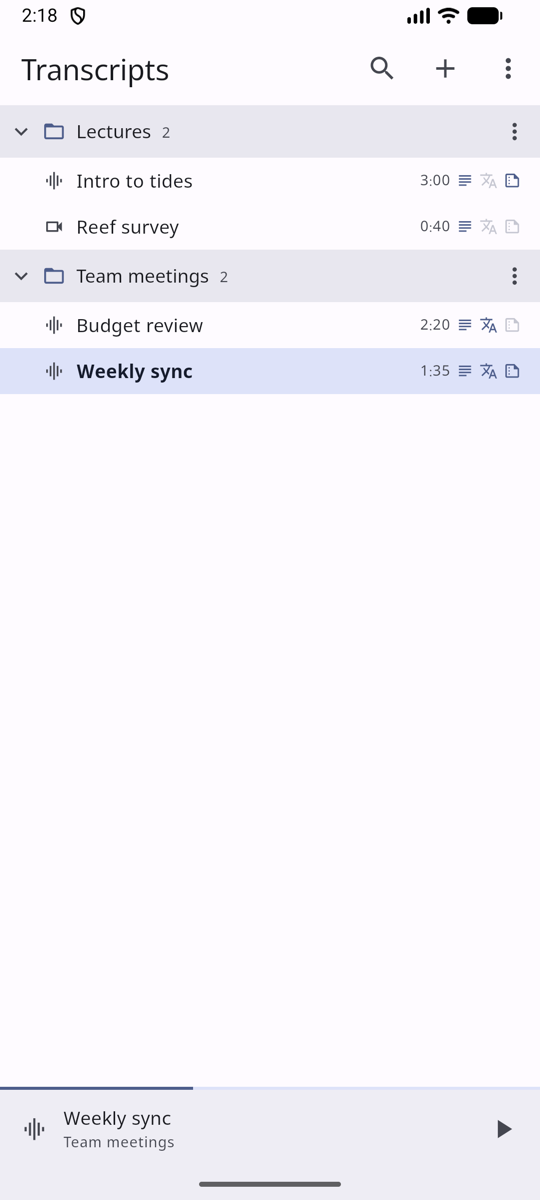 2:18
Transcripts
Lectures 2
Intro to tides 3:00
Reef survey 0:40
Team meetings 2
Budget review 2:20
Weekly sync 1:35
Weekly sync
Team meetings